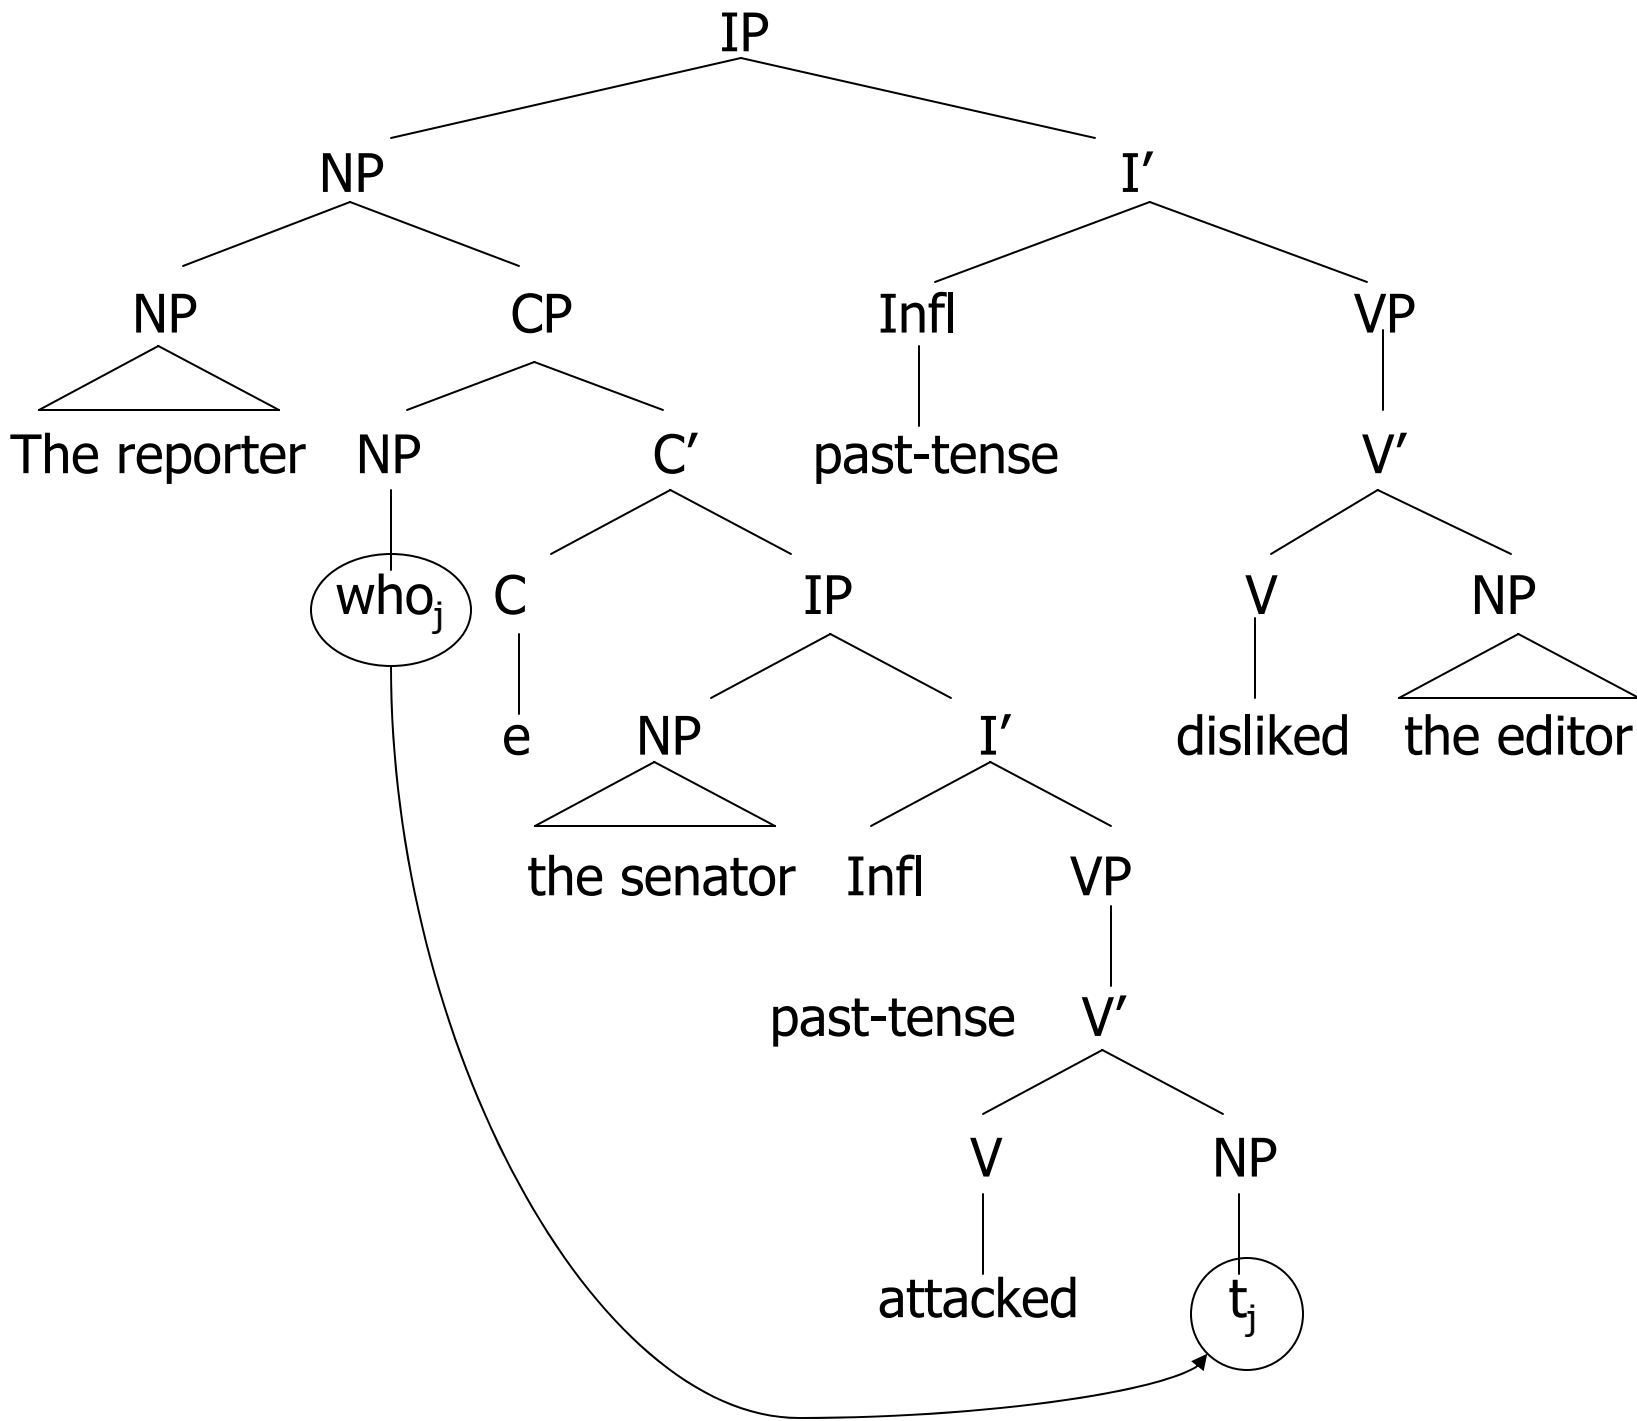 IP
NP I′
NP CP Infl VP
The reporter NP C′ past-tense V′
whoj C IP V NP
e NP I′ disliked the editor
the senator Infl VP
past-tense V′
V NP
attacked tj